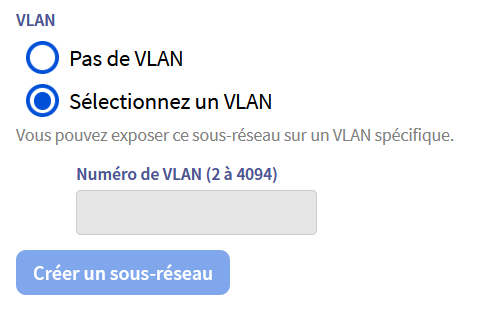 VLAN
Pas de VLAN
Sélectionnez un VLAN
Vous pouvez exposer ce sous-réseau sur un VLAN spécifique.
Numéro de VLAN (2 à 4094)
Créer un sous-réseau